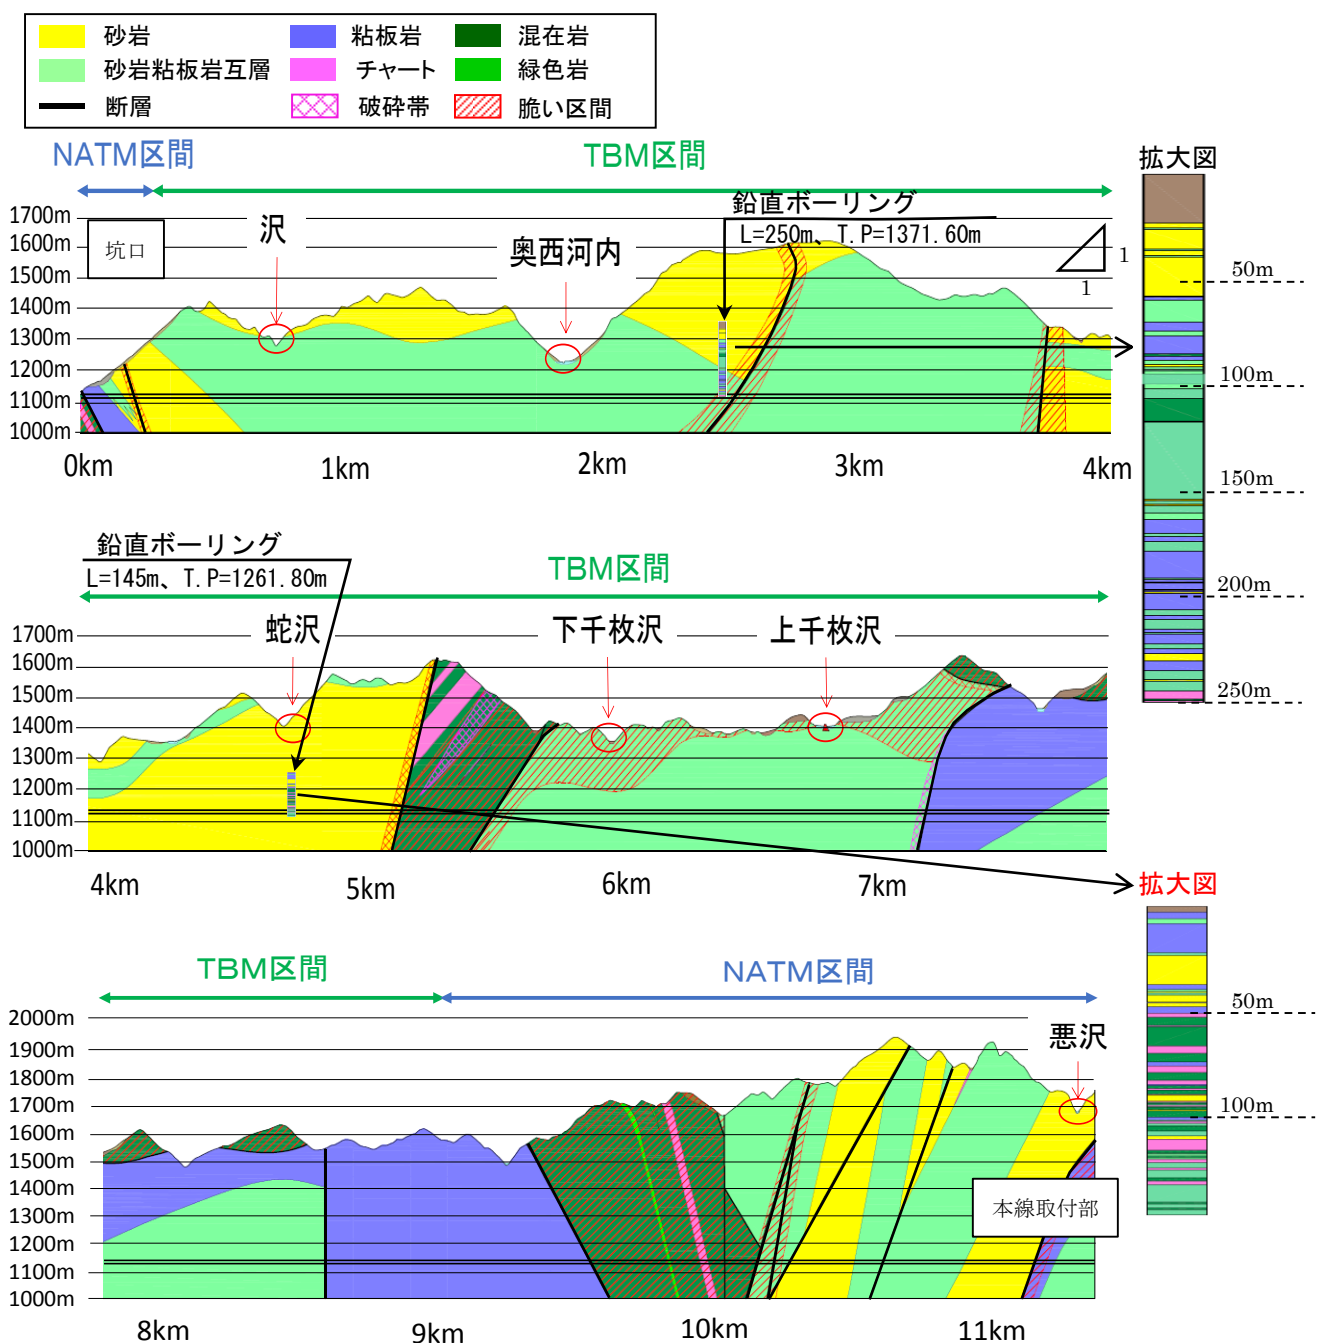 砂岩 粘板岩 混在岩
砂岩粘板岩互層 チャート 緑色岩
断層 破砕帯 脆い区間
NATM区間 TBM区間
拡大図
鉛直ボーリング
L=250m、T.P=1371.60m
坑口 沢 奥西河内
1
1
1700m
1600m
1500m
1400m
1300m
1200m
1100m
1000m
0km 1km 2km 3km 4km
50m
100m
150m
200m
250m
鉛直ボーリング
L=145m、T.P=1261.80m
TBM区間
蛇沢 下千枚沢 上千枚沢
1700m
1600m
1500m
1400m
1300m
1200m
1100m
1000m
4km 5km 6km 7km
拡大図
50m
100m
TBM区間 NATM区間
悪沢
2000m
1900m
1800m
1700m
1600m
1500m
1400m
1300m
1200m
1100m
1000m
本線取付部
8km 9km 10km 11km